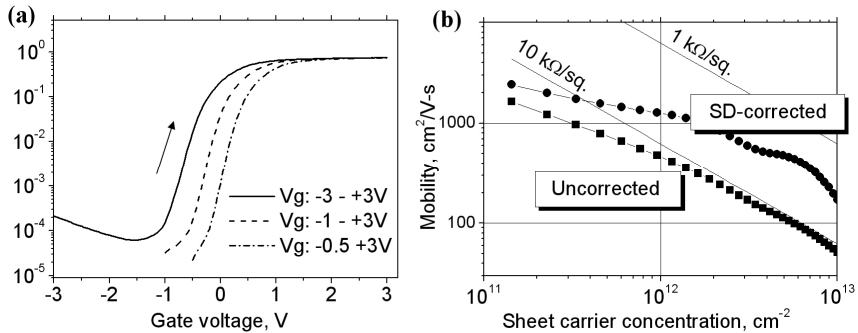 (a)
10⁰
10⁻¹
10⁻²
10⁻³
10⁻⁴
10⁻⁵
-3 -2 -1 0 1 2 3
Gate voltage, V
Vg: -3 - +3V
Vg: -1 - +3V
Vg: -0.5 +3V
(b)
Mobility, cm²/V-s
1000
100
10 kΩ/sq.
1 kΩ/sq.
SD-corrected
Uncorrected
10¹¹ 10¹² 10¹³
Sheet carrier concentration, cm⁻²